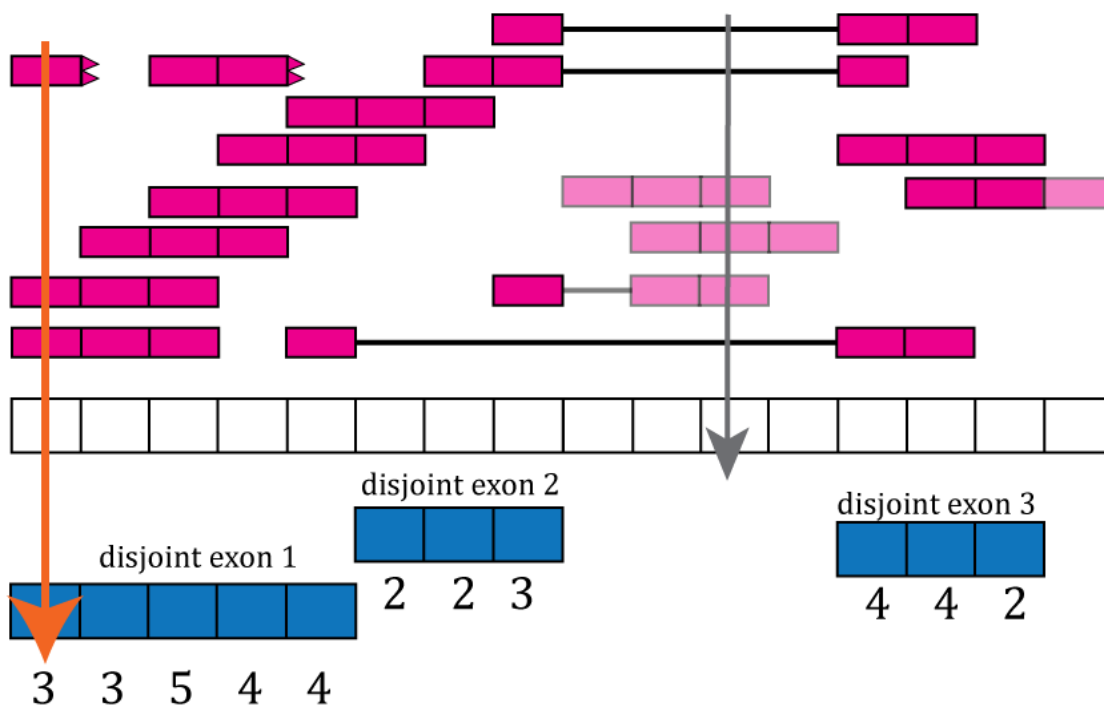 disjoint exon 2
disjoint exon 3
2 2 3
4 4 2
disjoint exon 1
3 3 5 4 4